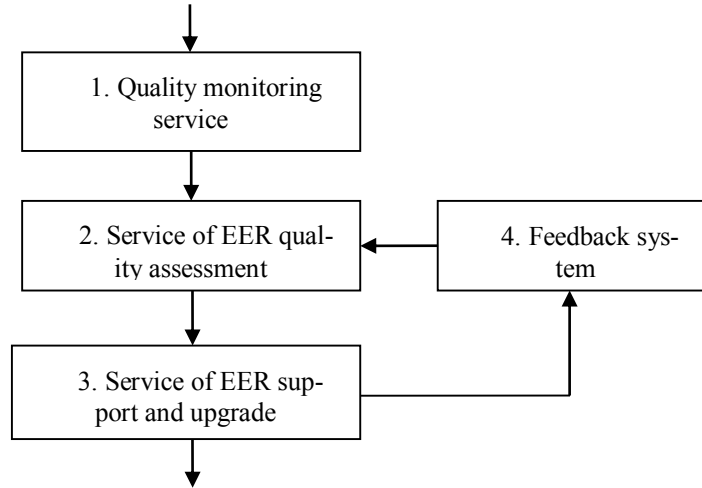 1. Quality monitoring
service
2. Service of EER qual-
ity assessment
4. Feedback sys-
tem
3. Service of EER sup-
port and upgrade